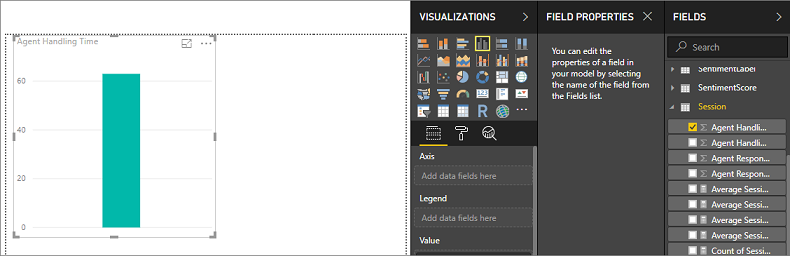 Agent Handling Time
60
40
20
0
VISUALIZATIONS
R
Axis
Add data fields here
Legend
Add data fields here
Value
FIELD PROPERTIES
You can edit the
properties of a field in
your model by selecting
the name of the field from
the Fields list.
FIELDS
Search
SentimentLabel
SentimentScore
Session
Agent Handli...
Agent Handli...
Agent Respon...
Agent Respon...
Average Sessi...
Average Sessi...
Average Sessi...
Average Sessi...
Count of Sessi...